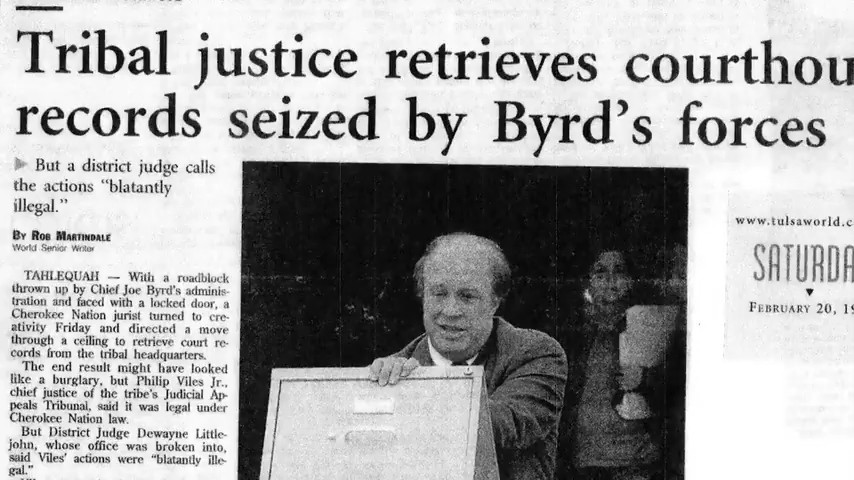 Tribal justice retrieves courthou
records seized by Byrd's forces
But a district judge calls
the actions "blatantly
illegal."
By Rob Martindale
World Senior Writer
TAHLEQUAH — With a roadblock
thrown up by Chief Joe Byrd's adminis-
tration and faced with a locked door, a
Cherokee Nation jurist turned to cre-
ativity Friday and directed a move
through a ceiling to retrieve court re-
cords from the tribal headquarters.
The end result might have looked
like a burglary, but Philip Viles Jr.,
chief justice of the tribe's Judicial Ap-
peals Tribunal, said it was legal under
Cherokee Nation law.
But District Judge Dewayne Little-
john, whose office was broken into,
said Viles' actions were "blatantly ille-
gal."
www.tulsaworld.c
SATURDA
February 20, 19